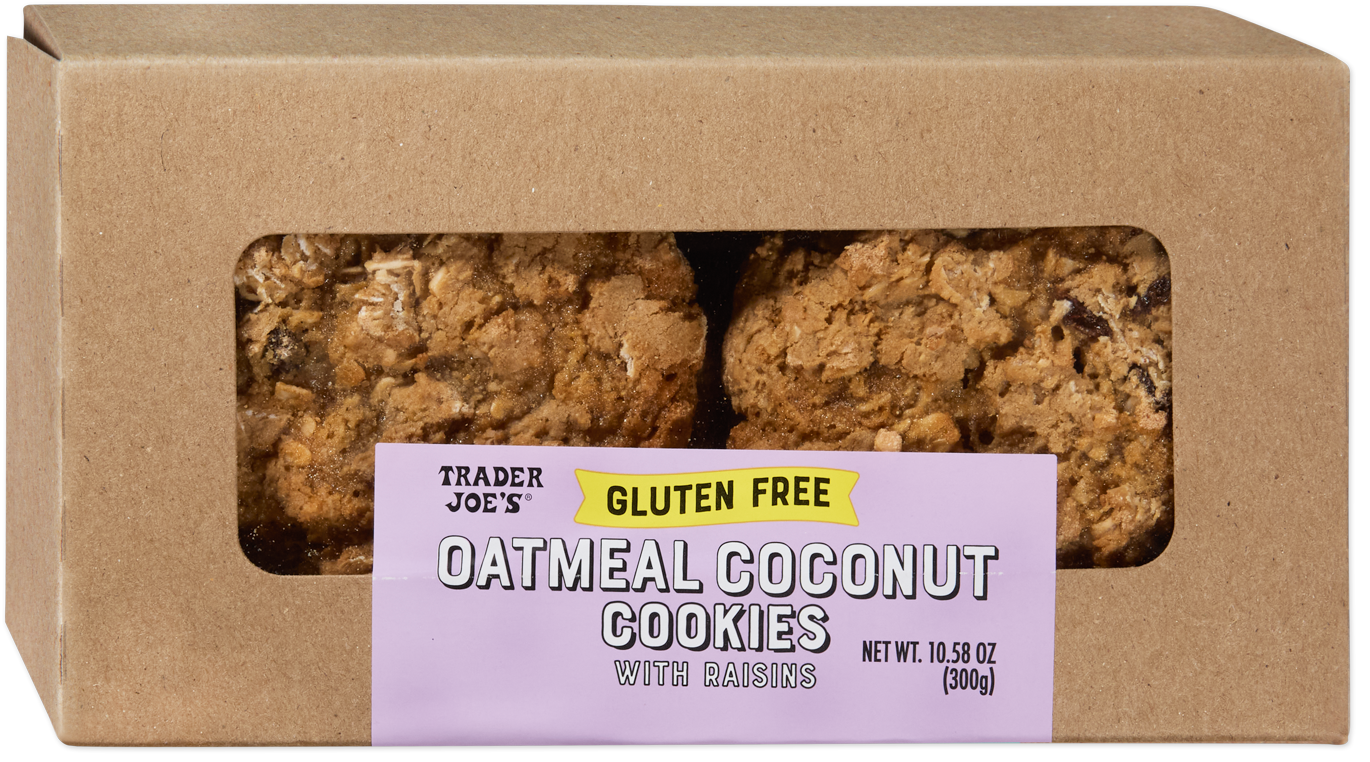 TRADER
JOE'S®
GLUTEN FREE
OATMEAL COCONUT
COOKIES
WITH RAISINS
NET WT. 10.58 OZ
(300g)